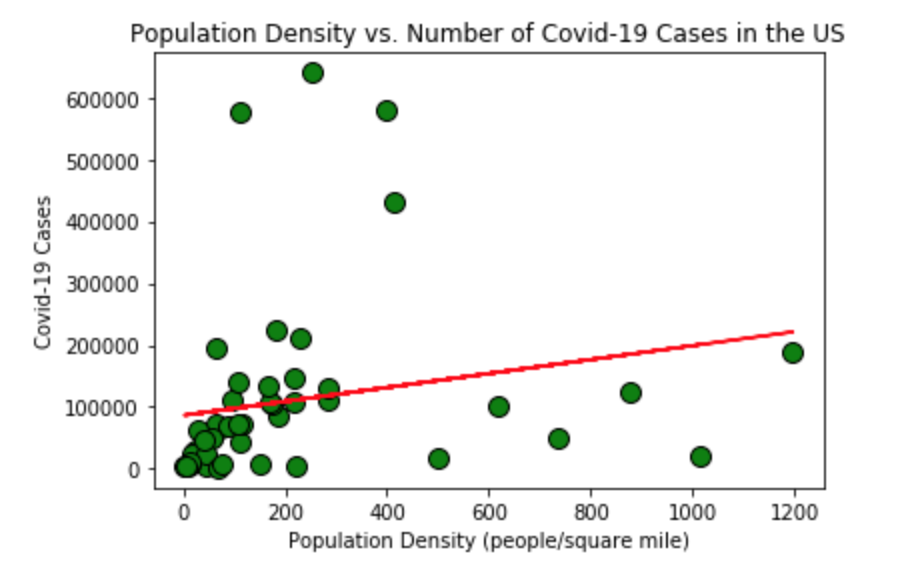 Population Density vs. Number of Covid-19 Cases in the US
600000
500000
400000
300000
200000
100000
0
Covid-19 Cases
0 200 400 600 800 1000 1200
Population Density (people/square mile)